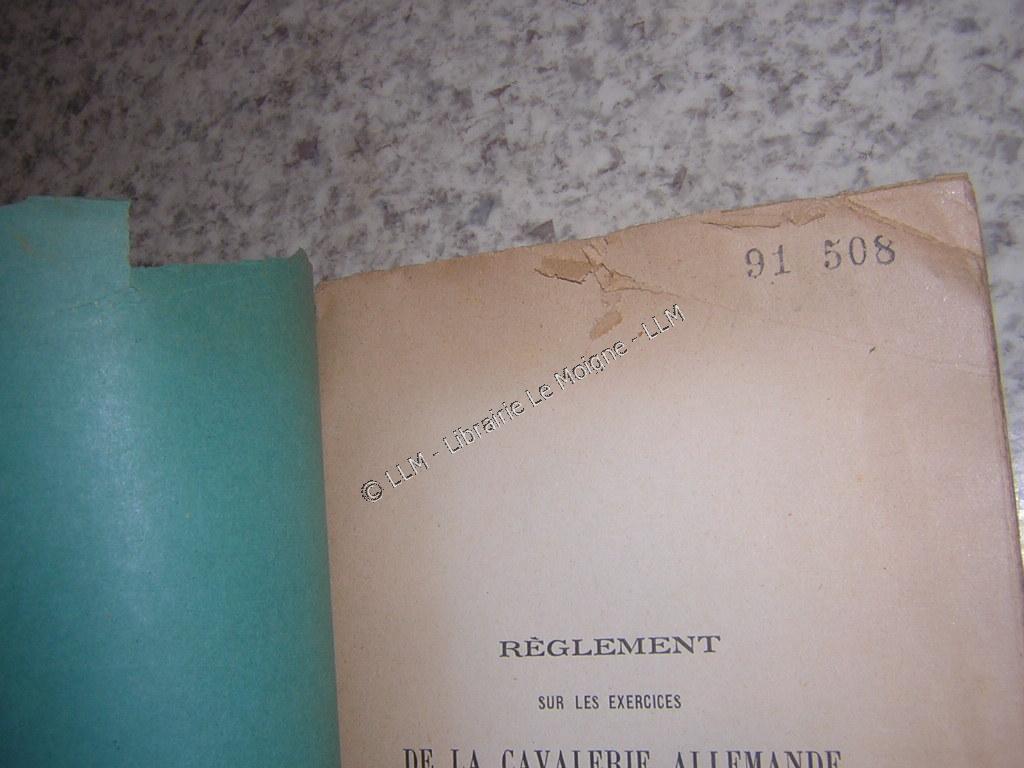 91 508
© LLM - Librairie Le Moigne - LLM
RÈGLEMENT
SUR LES EXERCICES
DE LA CAVALERIE ALLEMANDE